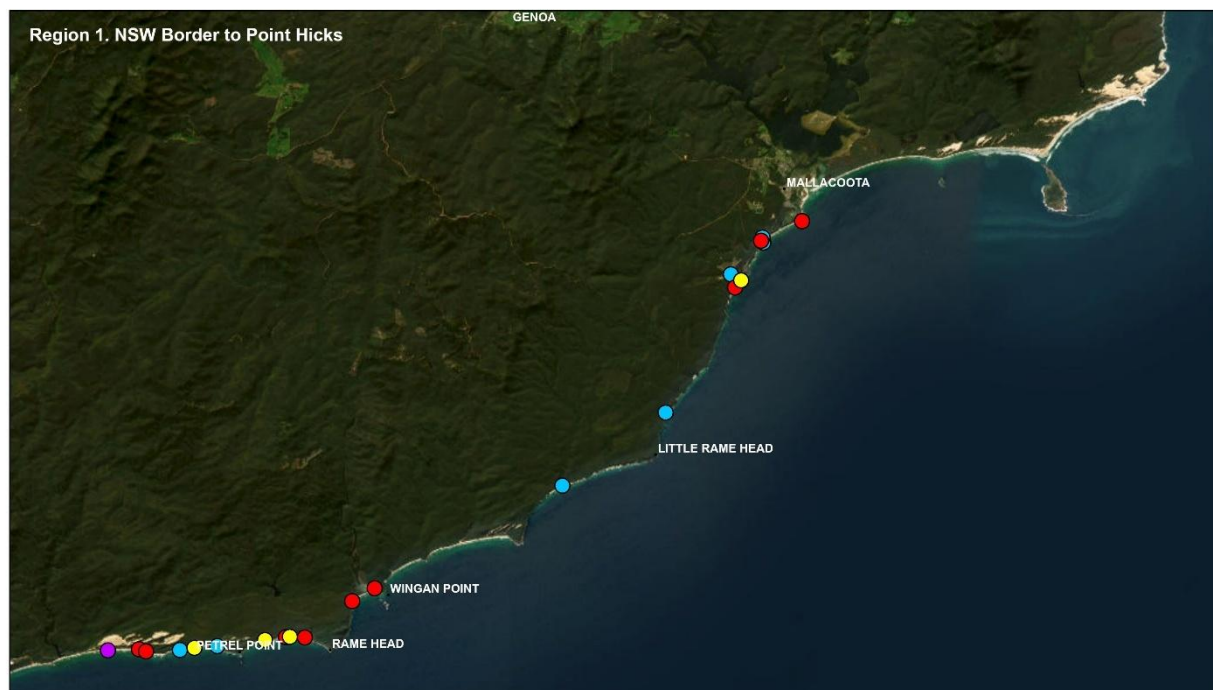 GENOA
Region 1. NSW Border to Point Hicks
MALLACOOTA
LITTLE RAME HEAD
WINGAN POINT
PETREL POINT
RAME HEAD